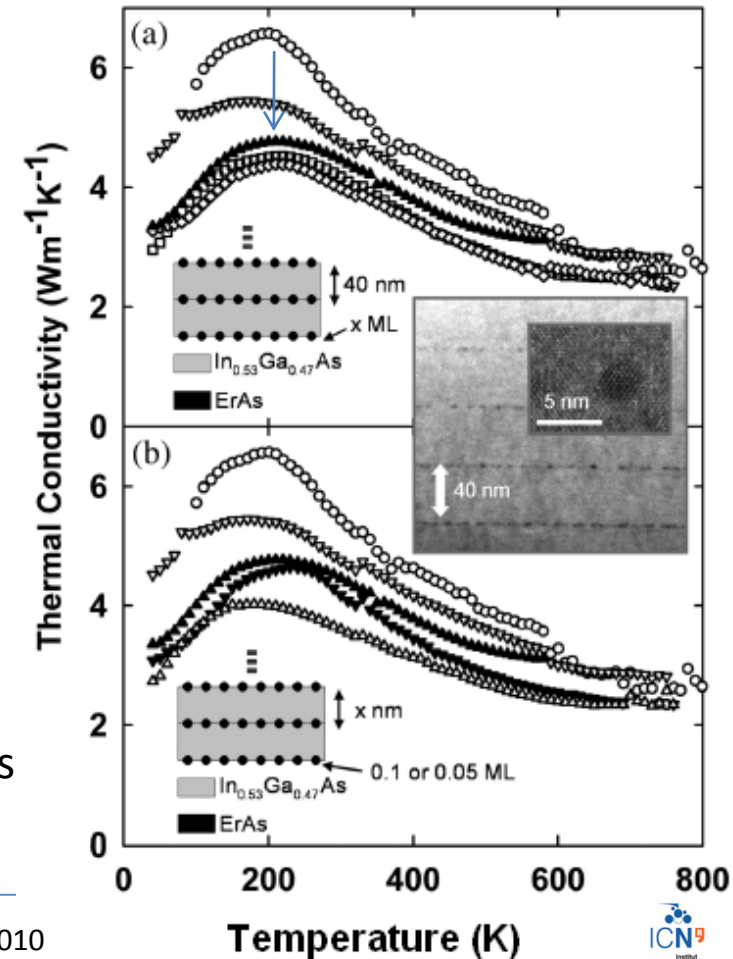 (a)
6
4
2
0
Thermal Conductivity (Wm⁻¹K⁻¹)
40 nm
x ML
In₀.₅₃Ga₀.₄₇As
ErAs
5 nm
40 nm
(b)
6
4
2
0
x nm
0.1 or 0.05 ML
In₀.₅₃Ga₀.₄₇As
ErAs
s
0 200 400 600 800
Temperature (K)
010
ICN
Institut